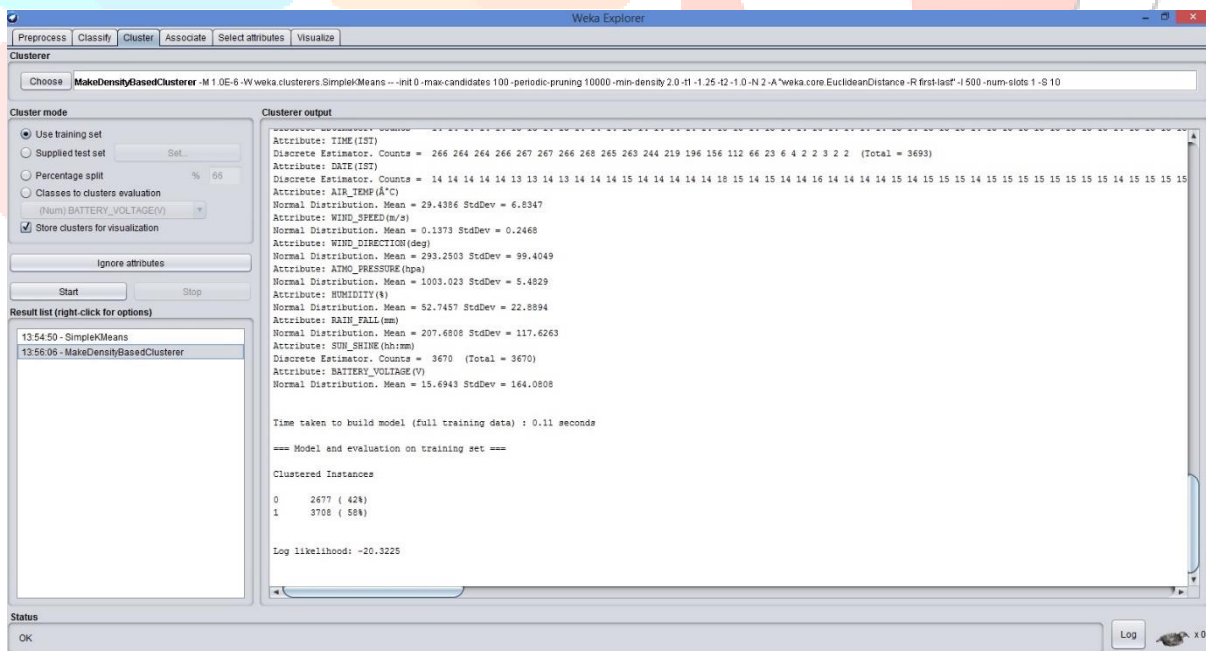 Weka Explorer
Preprocess Classify Cluster Associate Select attributes Visualize
Clusterer
Choose MakeDensityBasedClusterer -M 1.0E-6 -W weka.clusterers.SimpleKMeans -- -init 0 -max-candidates 100 -periodic-pruning 10000 -min-density 2.0 -t1 -1.25 -t2 -1.0 -N 2 -A "weka.core.EuclideanDistance -R first-last" -I 500 -num-slots 1 -S 10
Cluster mode
Use training set
Supplied test set Set...
Percentage split % 66
Classes to clusters evaluation
(Num) BATTERY_VOLTAGE(V)
Store clusters for visualization
Ignore attributes
Start Stop
Result list (right-click for options)
13:54:50 - SimpleKMeans
13:56:06 - MakeDensityBasedClusterer
Clusterer output
Attribute: TIME(IST)
Discrete Estimator. Counts = 266 264 264 266 267 267 266 268 265 263 244 219 196 156 112 66 23 6 4 2 2 3 2 2 (Total = 3693)
Attribute: DATE(IST)
Discrete Estimator. Counts = 14 14 14 14 14 13 13 14 13 14 14 14 15 14 14 14 14 14 18 15 14 15 14 14 16 14 14 14 14 15 14 15 15 15 14 15 15 15 15 15 15 15 15 15 14 15 15 15 15
Attribute: AIR_TEMP(Â°C)
Normal Distribution. Mean = 29.4386 StdDev = 6.8347
Attribute: WIND_SPEED(m/s)
Normal Distribution. Mean = 0.1373 StdDev = 0.2468
Attribute: WIND_DIRECTION(deg)
Normal Distribution. Mean = 293.2503 StdDev = 99.4049
Attribute: ATMO_PRESSURE(hpa)
Normal Distribution. Mean = 1003.023 StdDev = 5.4829
Attribute: HUMIDITY(%)
Normal Distribution. Mean = 52.7457 StdDev = 22.8894
Attribute: RAIN_FALL(mm)
Normal Distribution. Mean = 207.6808 StdDev = 117.6263
Attribute: SUN_SHINE(hh:mm)
Discrete Estimator. Counts = 3670 (Total = 3670)
Attribute: BATTERY_VOLTAGE(V)
Normal Distribution. Mean = 15.6943 StdDev = 164.0808
Time taken to build model (full training data) : 0.11 seconds
=== Model and evaluation on training set ===
Clustered Instances
0 2677 ( 42%)
1 3708 ( 58%)
Log likelihood: -20.3225
Status
OK
Log x 0